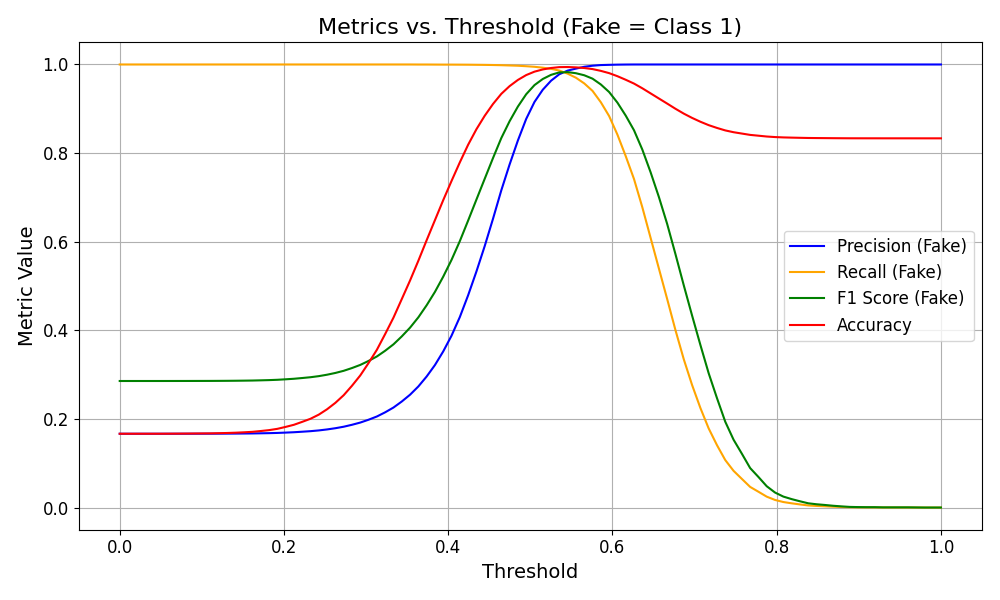 Metrics vs. Threshold (Fake = Class 1)
Metric Value
1.0
0.8
0.6
0.4
0.2
0.0
Precision (Fake)
Recall (Fake)
F1 Score (Fake)
Accuracy
0.0 0.2 0.4 0.6 0.8 1.0
Threshold